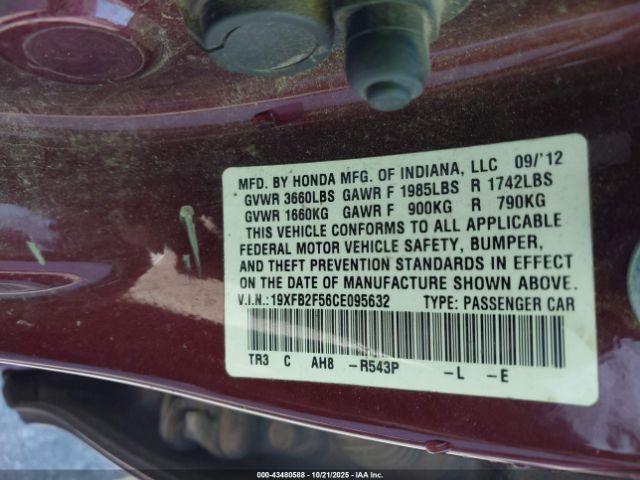 MFD. BY HONDA MFG. OF INDIANA, LLC 09/'12
GVWR 3660LBS GAWR F 1985LBS R 1742LBS
GVWR 1660KG GAWR F 900KG R 790KG
THIS VEHICLE CONFORMS TO ALL APPLICABLE
FEDERAL MOTOR VEHICLE SAFETY, BUMPER,
AND THEFT PREVENTION STANDARDS IN EFFECT
ON THE DATE OF MANUFACTURE SHOWN ABOVE.
V.I.N.:19XFB2F56CE095632 TYPE: PASSENGER CAR
TR3 C AH8 -R543P -L -E
000-43480588 | 10/21/2025 - IAA Inc.